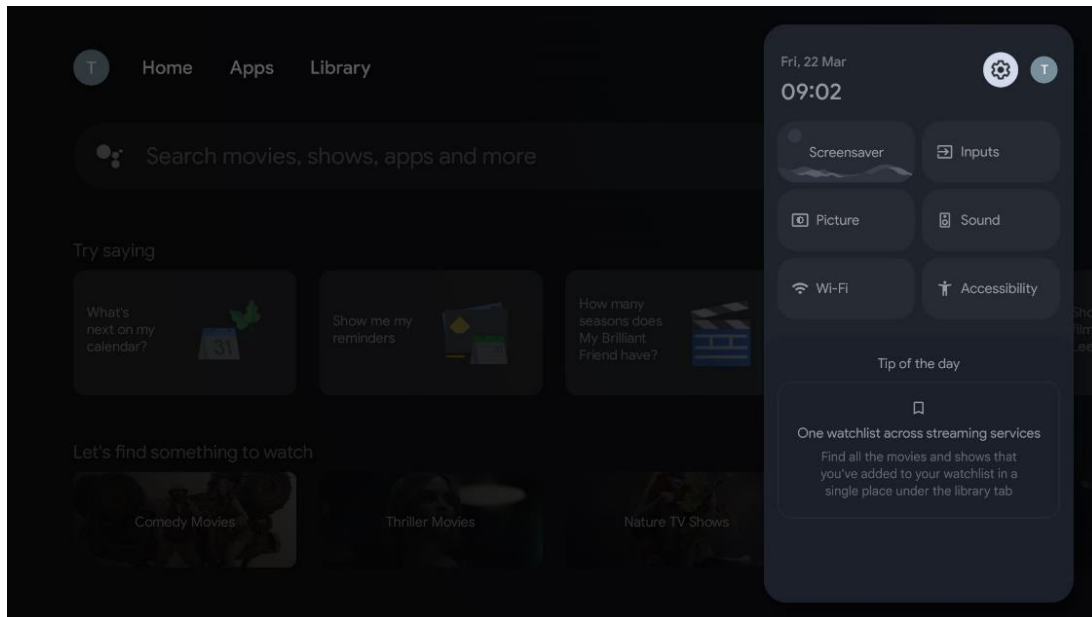 T
Home
Apps
Library
Search movies, shows, apps and more
Try saying
What's
next on my
calendar?
31
Show me my
reminders
How many
seasons does
My Brilliant
Friend have?
Sho
film
Lee
Let's find something to watch
Comedy Movies
Thriller Movies
Nature TV Shows
Fri, 22 Mar
09:02
T
Screensaver
Inputs
Picture
Sound
Wi-Fi
Accessibility
Tip of the day
One watchlist across streaming services
Find all the movies and shows that
you've added to your watchlist in a
single place under the library tab